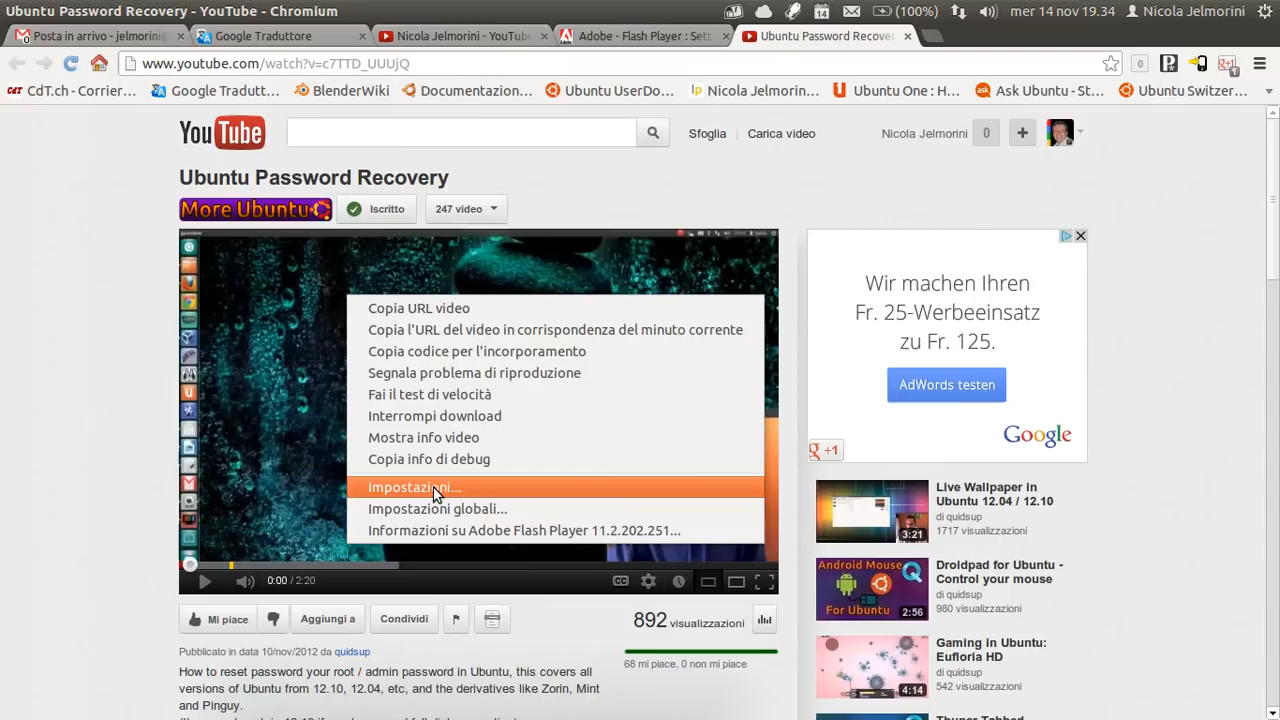 Ubuntu Password Recovery - YouTube - Chromium
(100%) mer 14 nov 19.34 Nicola Jelmorini
14
Posta in arrivo - jelmorini@ Google Traduttore Nicola Jelmorini - YouTube Adobe - Flash Player : Sett Ubuntu Password Recover
www.youtube.com/watch?v=c7TTD_UUUjQ
0
1
CdT.ch - Corrier... Google Tradutt... BlenderWiki Documentazion... Ubuntu UserDo... Nicola Jelmorin... Ubuntu One : H... Ask Ubuntu - St... Ubuntu Switzer...
YouTube Sfoglia Carica video Nicola Jelmorini 0 +
Ubuntu Password Recovery
More Ubuntu Iscritto 247 video
Copia URL video
Copia l'URL del video in corrispondenza del minuto corrente
Copia codice per l'incorporamento
Segnala problema di riproduzione
Fai il test di velocità
Interrompi download
Mostra info video
Copia info di debug
Impostazioni...
Impostazioni globali...
Informazioni su Adobe Flash Player 11.2.202.251...
0:00 / 2:20
CC
Mi piace Aggiungi a Condividi 892 visualizzazioni
Pubblicato in data 10/nov/2012 da quidsup
68 mi piace, 0 non mi piace
How to reset password your root / admin password in Ubuntu, this covers all
versions of Ubuntu from 12.10, 12.04, etc, and the derivatives like Zorin, Mint
and Pinguy.
Wir machen Ihren
Fr. 25-Werbeeinsatz
zu Fr. 125.
AdWords testen
Google
g +1
Live Wallpaper in
Ubuntu 12.04 / 12.10
di quidsup
1717 visualizzazioni
3:21
Android Mouse
For Ubuntu
2:56
Droidpad for Ubuntu -
Control your mouse
di quidsup
980 visualizzazioni
Gaming in Ubuntu:
Eufloria HD
di quidsup
542 visualizzazioni
4:14